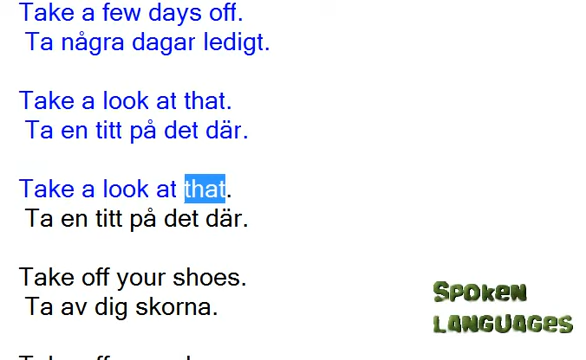 Take a few days off.
Ta några dagar ledigt.
Take a look at that.
Ta en titt på det där.
Take a look at that.
Ta en titt på det där.
Take off your shoes.
Ta av dig skorna.
Spoken
Languages